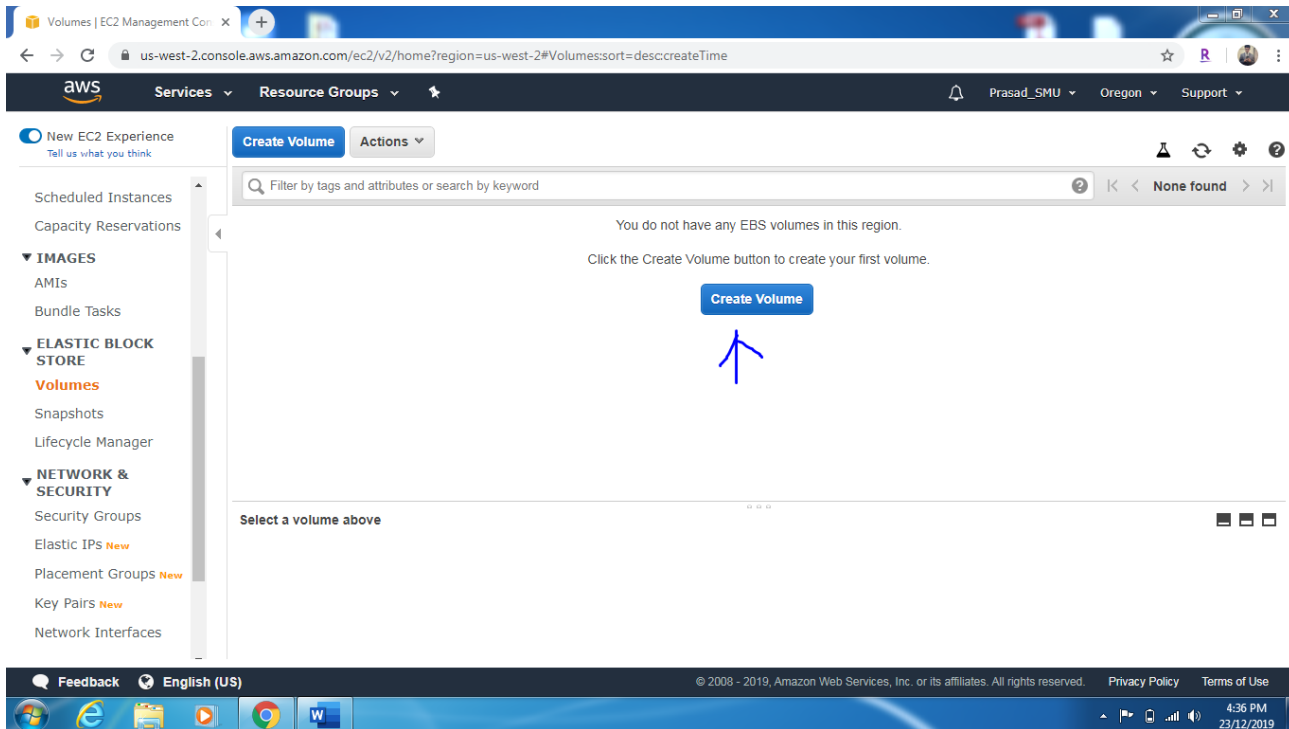 Volumes | EC2 Management Con
us-west-2.console.aws.amazon.com/ec2/v2/home?region=us-west-2#Volumes:sort=desc:createTime
R
aws Services Resource Groups Prasad_SMU Oregon Support
New EC2 Experience
Tell us what you think
Create Volume Actions
Filter by tags and attributes or search by keyword
None found
Scheduled Instances
Capacity Reservations
IMAGES
AMIs
Bundle Tasks
ELASTIC BLOCK
STORE
Volumes
Snapshots
Lifecycle Manager
NETWORK &
SECURITY
Security Groups
Elastic IPs New
Placement Groups New
Key Pairs New
Network Interfaces
You do not have any EBS volumes in this region.
Click the Create Volume button to create your first volume.
Create Volume
Select a volume above
Feedback English (US) © 2008 - 2019, Amazon Web Services, Inc. or its affiliates. All rights reserved. Privacy Policy Terms of Use
W
4:36 PM
23/12/2019